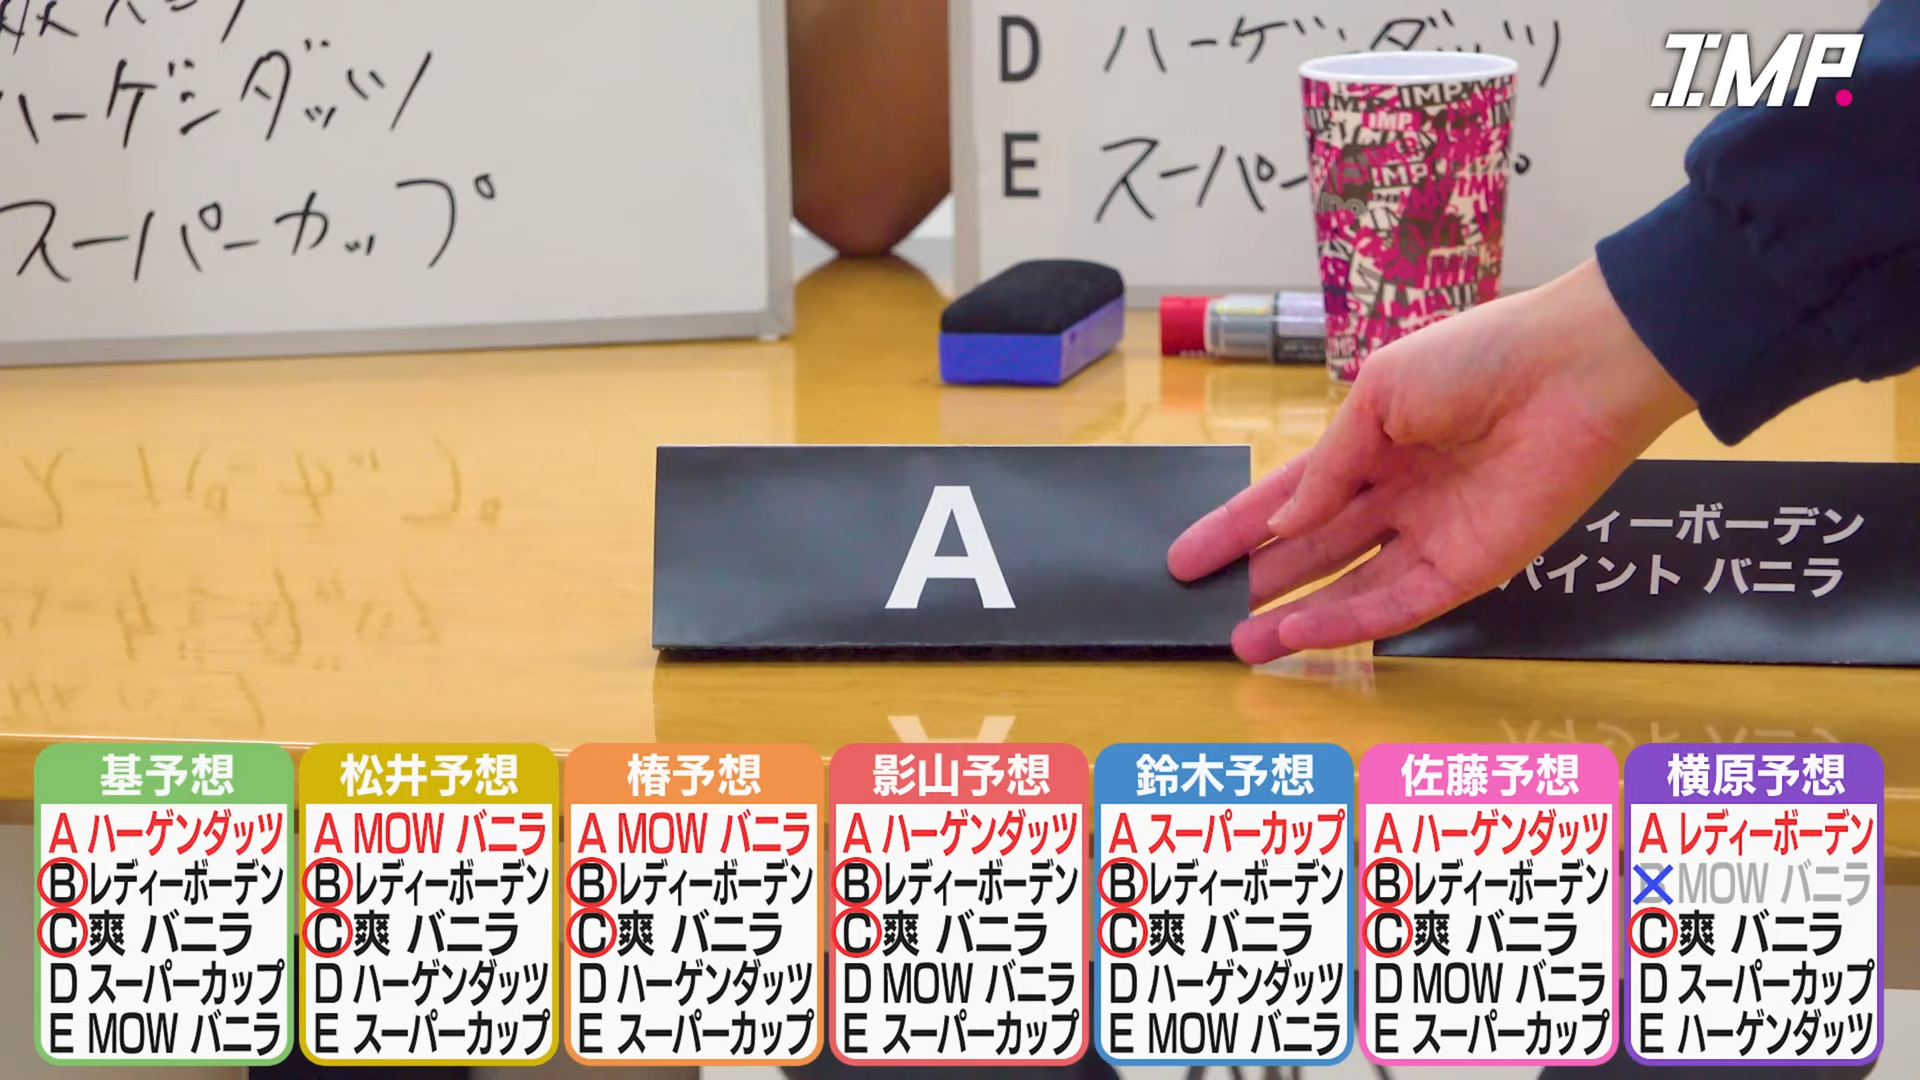 ハーゲンダッツ
スーパーカップ
D ハーゲンダッツ
E スーパー
IMP.
A
ィーボーデン
パイント バニラ
基予想
A ハーゲンダッツ
B レディーボーデン
C 爽 バニラ
D スーパーカップ
E MOW バニラ
松井予想
A MOW バニラ
B レディーボーデン
C 爽 バニラ
D ハーゲンダッツ
E スーパーカップ
椿予想
A MOW バニラ
B レディーボーデン
C 爽 バニラ
D ハーゲンダッツ
E スーパーカップ
影山予想
A ハーゲンダッツ
B レディーボーデン
C 爽 バニラ
D MOW バニラ
E スーパーカップ
鈴木予想
A スーパーカップ
B レディーボーデン
C 爽 バニラ
D ハーゲンダッツ
E MOW バニラ
佐藤予想
A ハーゲンダッツ
B レディーボーデン
C 爽 バニラ
D MOW バニラ
E スーパーカップ
横原予想
A レディーボーデン
B MOW バニラ
C 爽 バニラ
D スーパーカップ
E ハーゲンダッツ